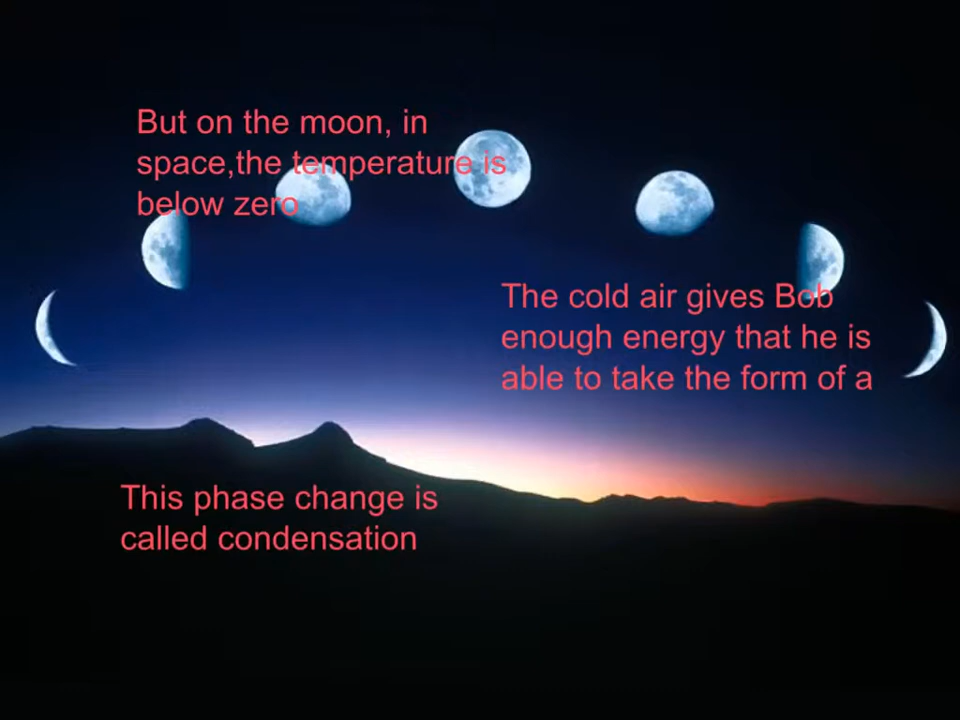 But on the moon, in
space,the temperature is
below zero
The cold air gives Bob
enough energy that he is
able to take the form of a
This phase change is
called condensation